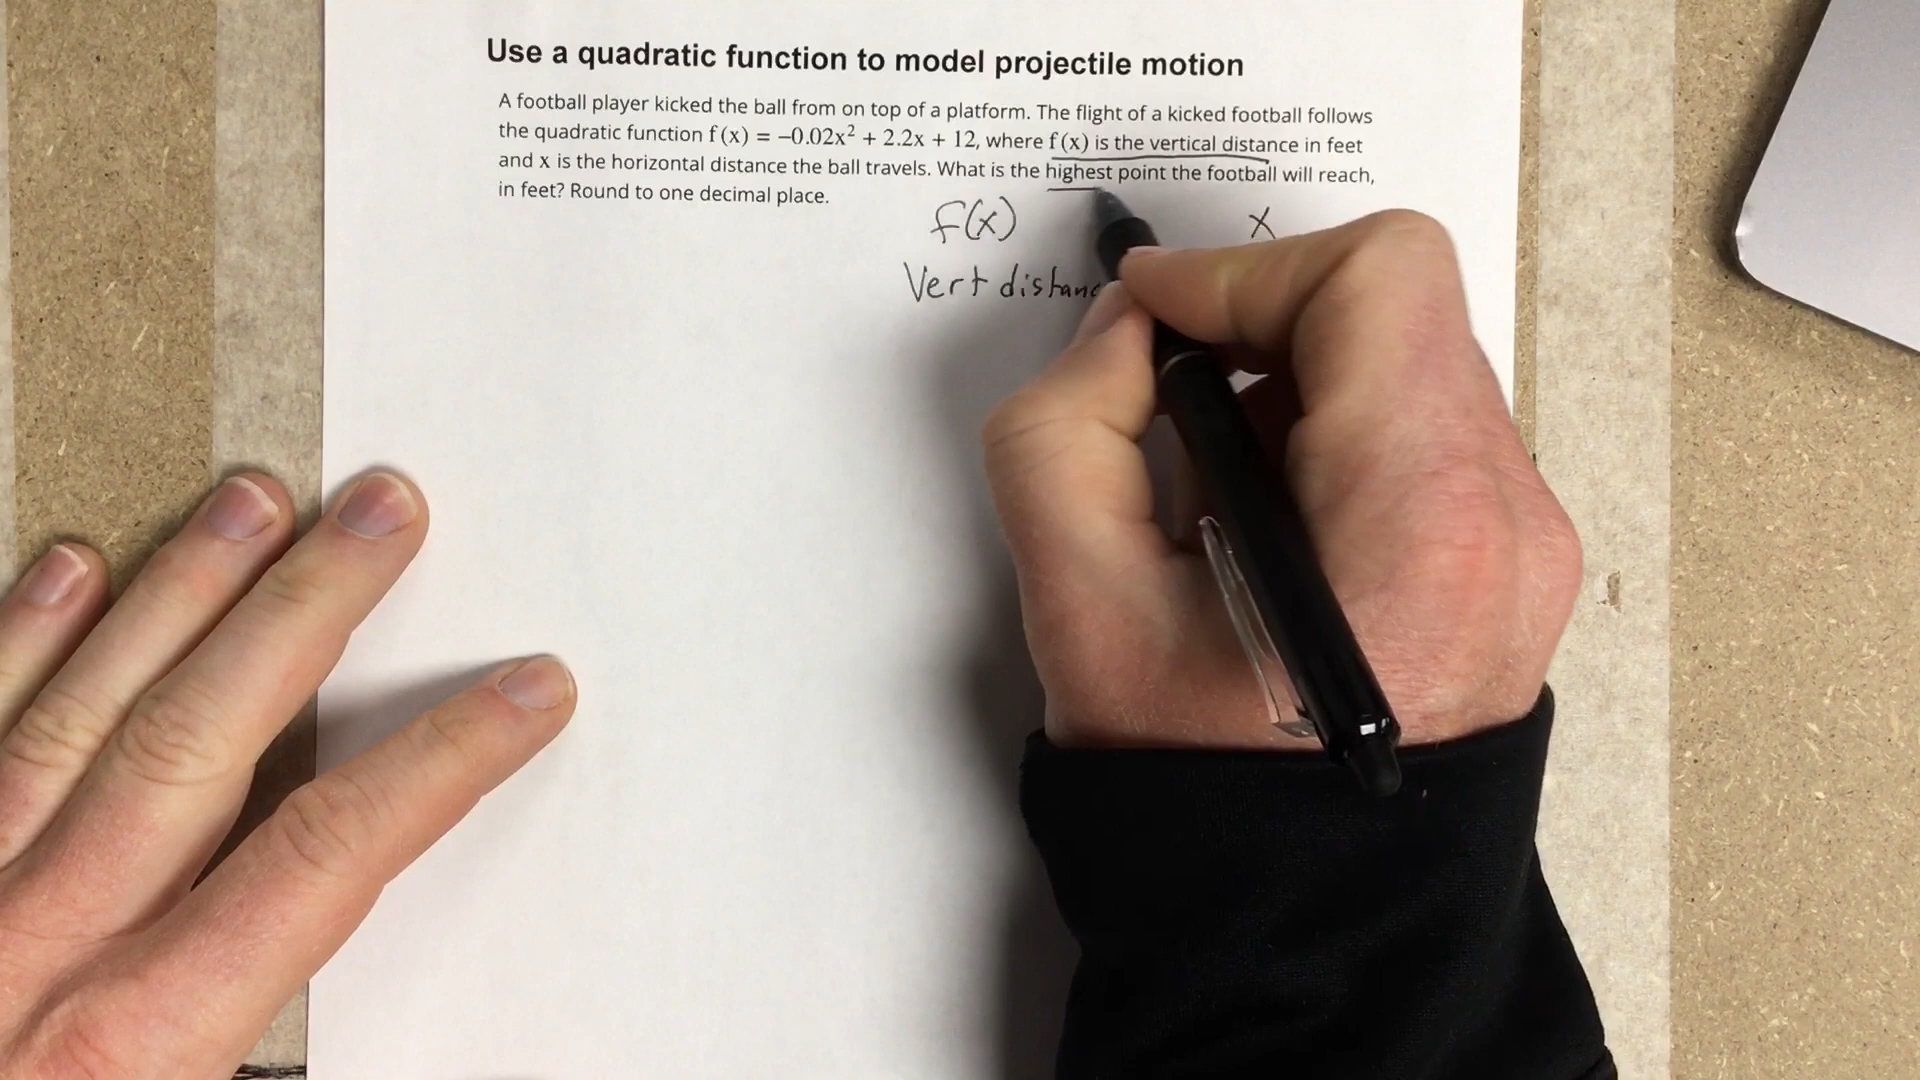 Use a quadratic function to model projectile motion
A football player kicked the ball from on top of a platform. The flight of a kicked football follows
the quadratic function f (x) = −0.02x² + 2.2x + 12, where f (x) is the vertical distance in feet
and x is the horizontal distance the ball travels. What is the highest point the football will reach,
in feet? Round to one decimal place.
f(x) x
Vert